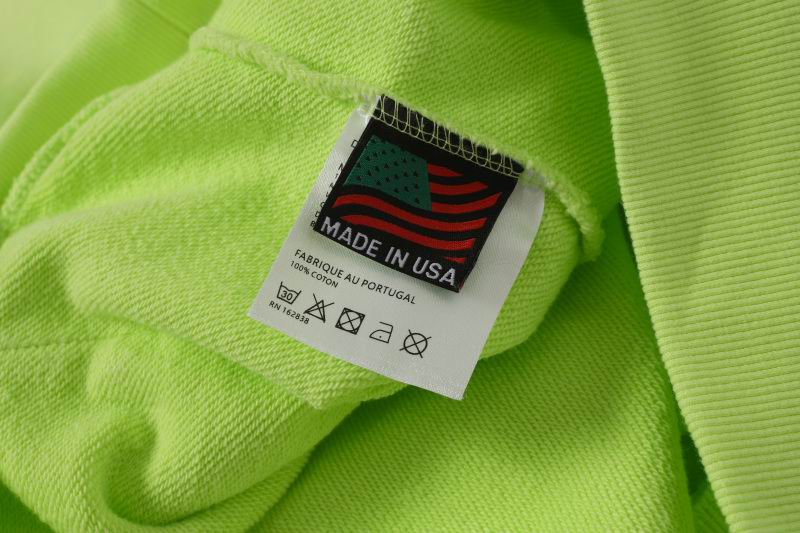 MADE IN USA
FABRIQUE AU PORTUGAL
100% COTON
30
RN 162838